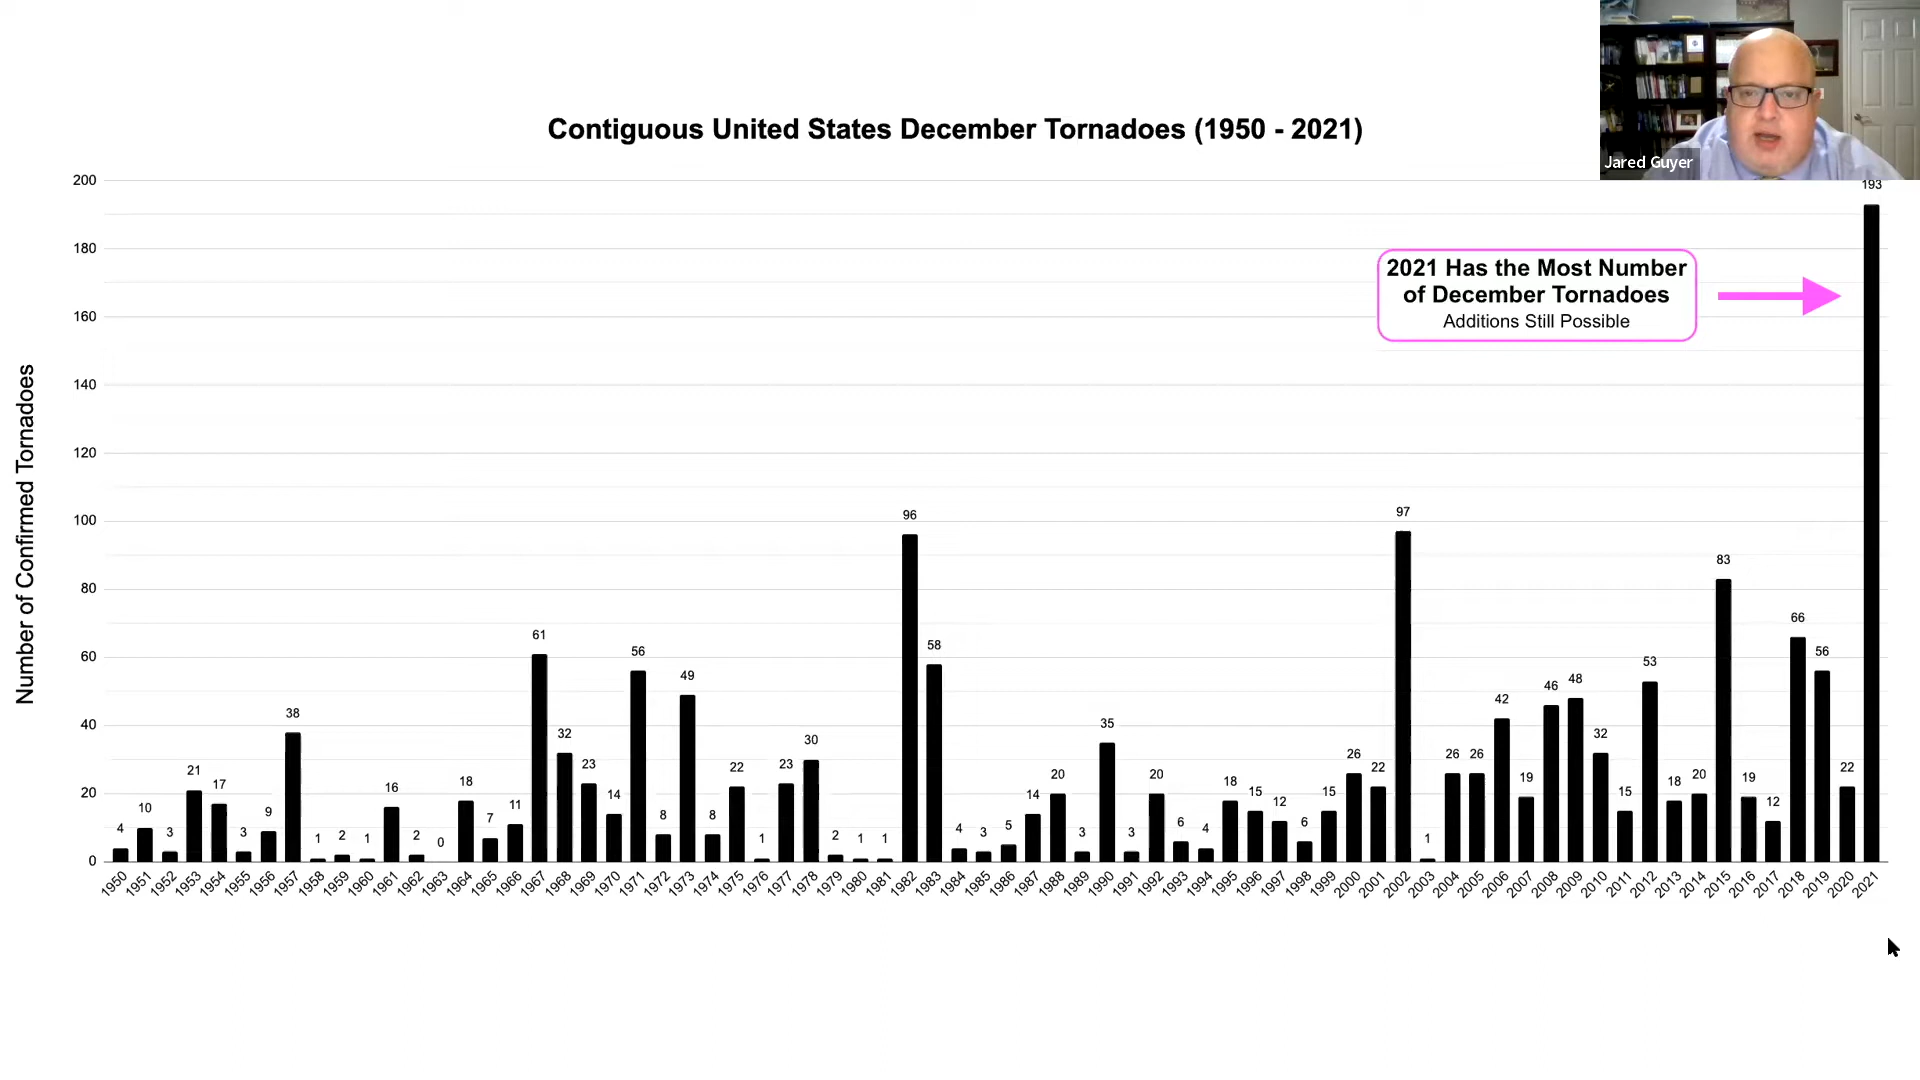 Contiguous United States December Tornadoes (1950 - 2021)
Jared Guyer
Number of Confirmed Tornadoes
200
180
160
140
120
100
80
60
40
20
0
2021 Has the Most Number
of December Tornadoes
Additions Still Possible
4 10 3 21 17 3 9 38 1 2 1 16 2 0 18 7 11 61 32 23 14 56 8 49 8 22 1 23 30 2 1 1 96 58 4 3 5 14 20 3 35 3 20 6 4 18 15 12 6 15 26 22 97 1 26 26 42 19 46 48 32 15 53 18 20 83 19 12 66 56 22 193
1950 1951 1952 1953 1954 1955 1956 1957 1958 1959 1960 1961 1962 1963 1964 1965 1966 1967 1968 1969 1970 1971 1972 1973 1974 1975 1976 1977 1978 1979 1980 1981 1982 1983 1984 1985 1986 1987 1988 1989 1990 1991 1992 1993 1994 1995 1996 1997 1998 1999 2000 2001 2002 2003 2004 2005 2006 2007 2008 2009 2010 2011 2012 2013 2014 2015 2016 2017 2018 2019 2020 2021